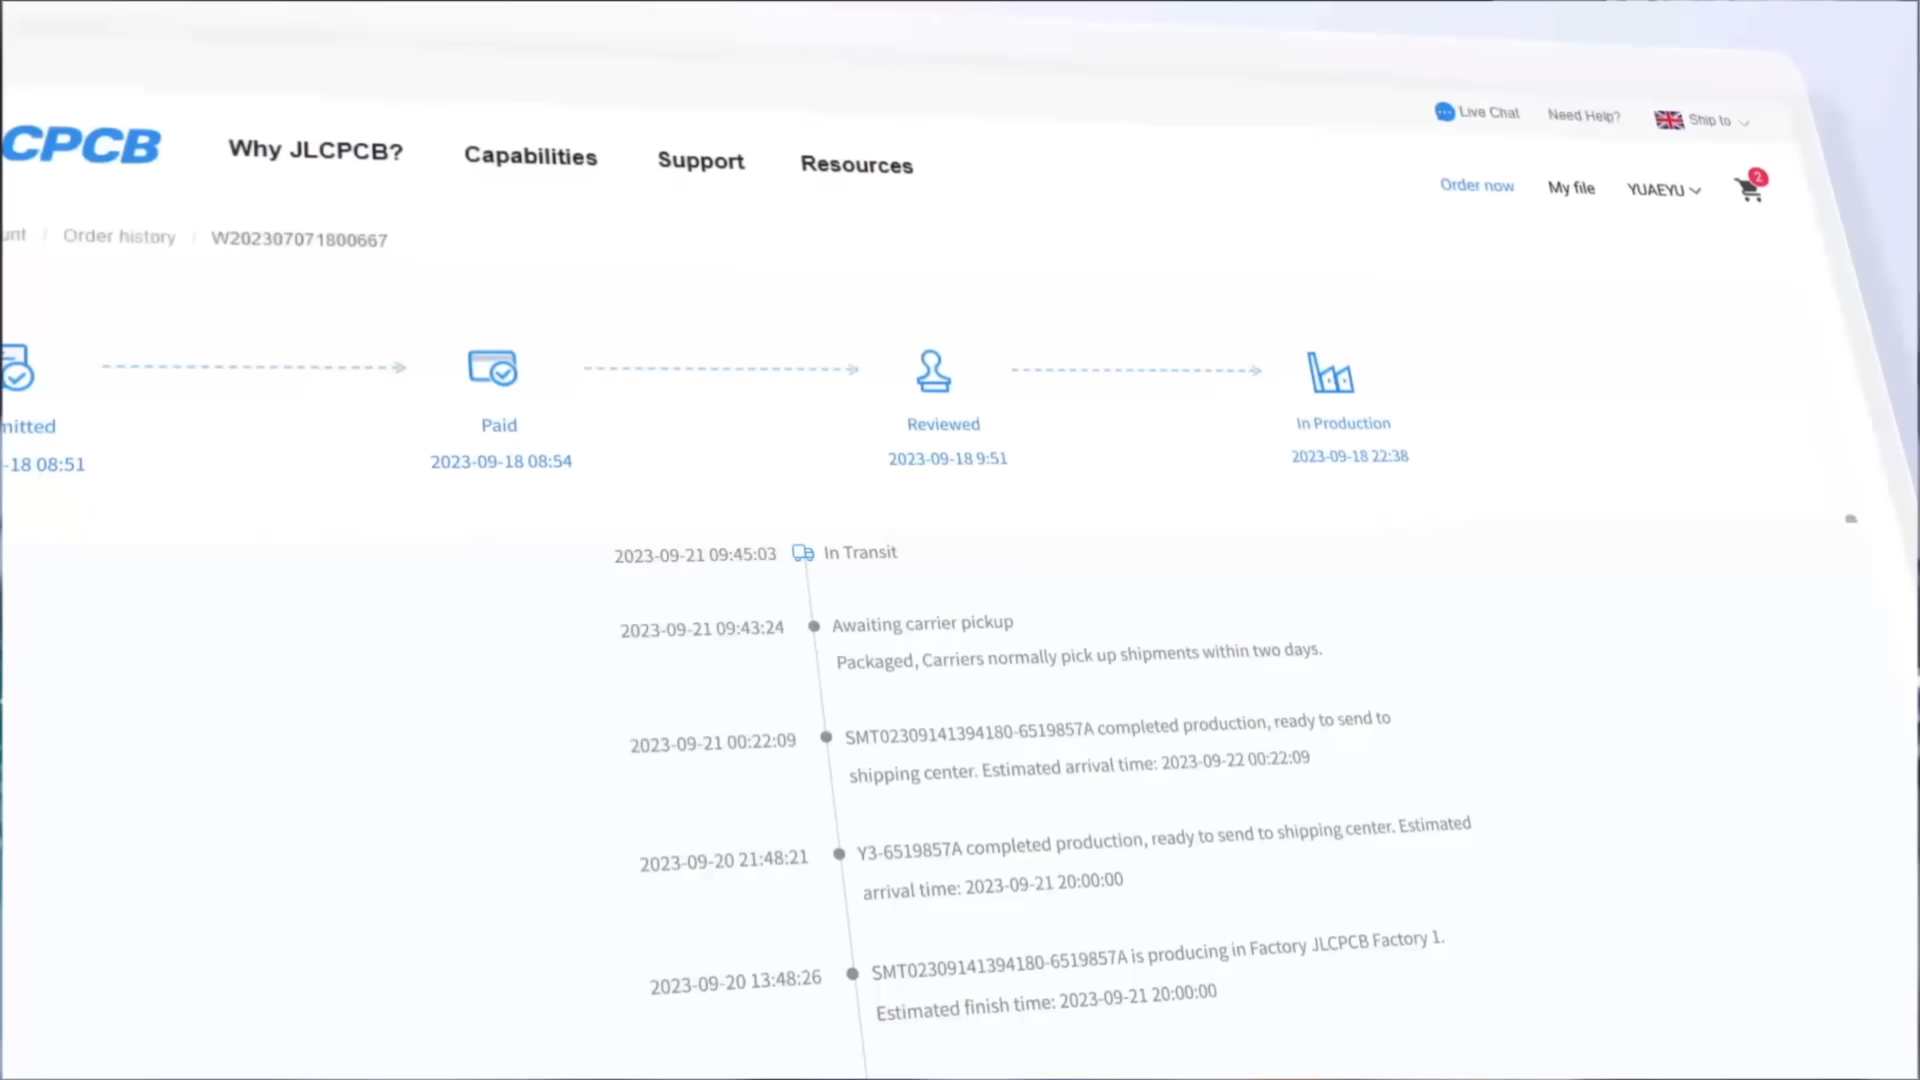 Live Chat Need Help? Ship to
CPCB Why JLCPCB? Capabilities Support Resources
Order now My file YUAEYU 2
unt / Order history / W202307071800667
mitted Paid Reviewed In Production
-18 08:51 2023-09-18 08:54 2023-09-18 9:51 2023-09-18 22:38
2023-09-21 09:45:03 In Transit
2023-09-21 09:43:24 Awaiting carrier pickup
Packaged, Carriers normally pick up shipments within two days.
2023-09-21 00:22:09 SMT02309141394180-6519857A completed production, ready to send to
shipping center. Estimated arrival time: 2023-09-22 00:22:09
2023-09-20 21:48:21 Y3-6519857A completed production, ready to send to shipping center. Estimated
arrival time: 2023-09-21 20:00:00
2023-09-20 13:48:26 SMT02309141394180-6519857A is producing in Factory JLCPCB Factory 1.
Estimated finish time: 2023-09-21 20:00:00